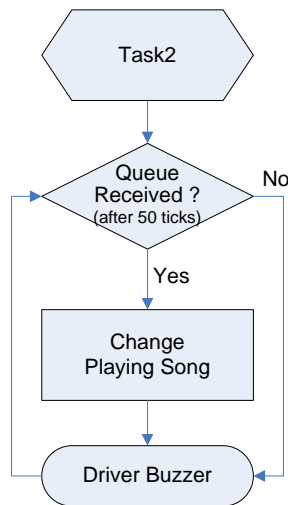 Task2
Queue
Received ?
(after 50 ticks)
No
Yes
Change
Playing Song
Driver Buzzer